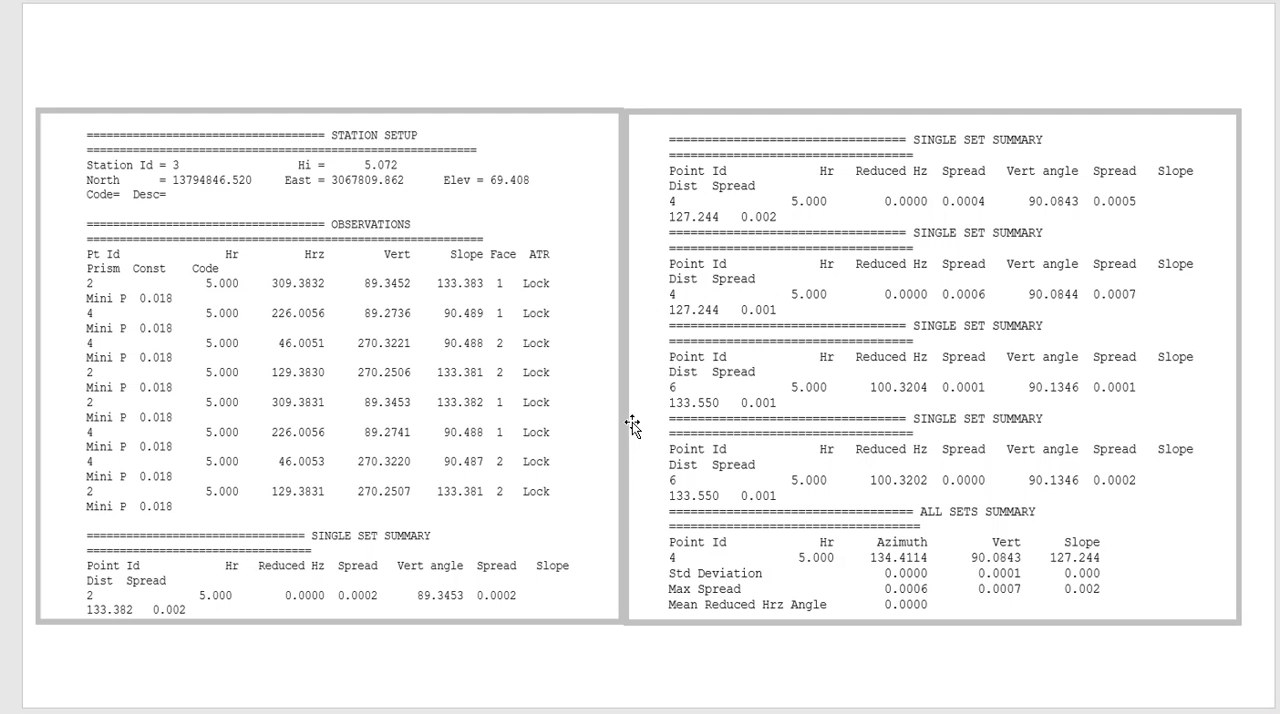 =================================== STATION SETUP
===========================================================
Station Id = 3 Hi = 5.072
North = 13794846.520 East = 3067809.862 Elev = 69.408
Code= Desc=
=================================== OBSERVATIONS
============================================================
Pt Id Hr Hrz Vert Slope Face ATR
Prism Const Code
2 5.000 309.3832 89.3452 133.383 1 Lock
Mini P 0.018
4 5.000 226.0056 89.2736 90.489 1 Lock
Mini P 0.018
4 5.000 46.0051 270.3221 90.488 2 Lock
Mini P 0.018
2 5.000 129.3830 270.2506 133.381 2 Lock
Mini P 0.018
2 5.000 309.3831 89.3453 133.382 1 Lock
Mini P 0.018
4 5.000 226.0056 89.2741 90.488 1 Lock
Mini P 0.018
4 5.000 46.0053 270.3220 90.487 2 Lock
Mini P 0.018
2 5.000 129.3831 270.2507 133.381 2 Lock
Mini P 0.018
================================= SINGLE SET SUMMARY
==================================
Point Id Hr Reduced Hz Spread Vert angle Spread Slope
Dist Spread
2 5.000 0.0000 0.0002 89.3453 0.0002
133.382 0.002
==================================== SINGLE SET SUMMARY
=====================================
Point Id Hr Reduced Hz Spread Vert angle Spread Slope
Dist Spread
4 5.000 0.0000 0.0004 90.0843 0.0005
127.244 0.002
==================================== SINGLE SET SUMMARY
=====================================
Point Id Hr Reduced Hz Spread Vert angle Spread Slope
Dist Spread
4 5.000 0.0000 0.0006 90.0844 0.0007
127.244 0.001
==================================== SINGLE SET SUMMARY
=====================================
Point Id Hr Reduced Hz Spread Vert angle Spread Slope
Dist Spread
6 5.000 100.3204 0.0001 90.1346 0.0001
133.550 0.001
==================================== SINGLE SET SUMMARY
=====================================
Point Id Hr Reduced Hz Spread Vert angle Spread Slope
Dist Spread
6 5.000 100.3202 0.0000 90.1346 0.0002
133.550 0.001
===================================== ALL SETS SUMMARY
======================================
Point Id Hr Azimuth Vert Slope
4 5.000 134.4114 90.0843 127.244
Std Deviation 0.0000 0.0001 0.000
Max Spread 0.0006 0.0007 0.002
Mean Reduced Hrz Angle 0.0000